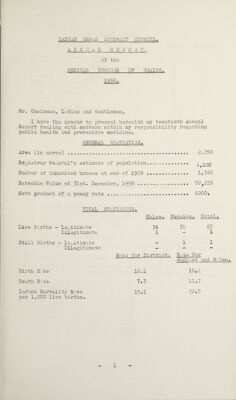 URBAN DISTRICT COUNCIL.
ANNUAL REPORT
of the
MEDICAL OFFICER OF HEALTH.
1958.
Mr. Chairman, Ladies and Gentlemen,
I have the honour to present herewith my twentieth Annual
Report dealing with matters within my responsibility regarding
public health and preventive medicine.
GENERAL STATISTICS.
Area (in acres) ........ 2,250
Registrar General's estimate of population ........ 4,180
Number of inhabited houses at end of 1958 ........ 1,348
Rateable Value at 31st. December, 1958 ........ 50,228
Nett product of a penny rate ........
VITAL STATISTICS.
Males. Females. Total.
Live Births - Legitimate 34 31 65
Illegitimate 1 - 1
Still Births - Legitimate - 1 1
Illegitimate - - -
Rate for District. Rate for
England and Wales.
Birth Rate 16.1 16.4
Death Rate 7.3 11.7
Infant Mortality Rate 15.1 22.5
per 1,000 live births.
- 1 -